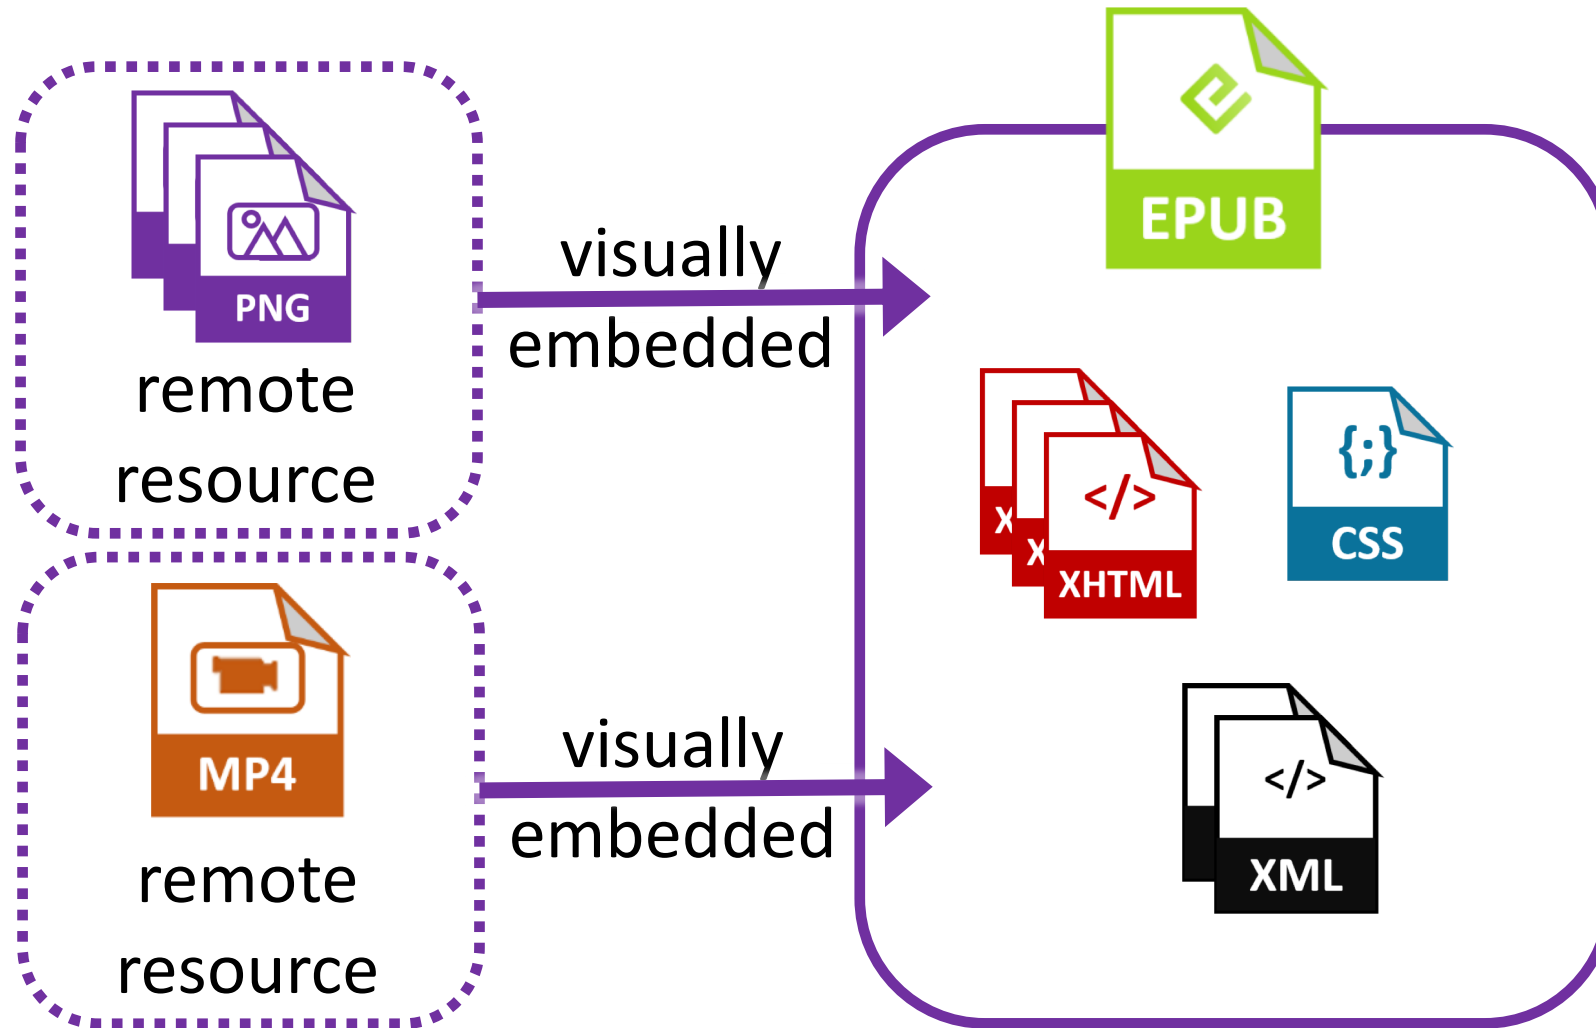 PNG
remote
resource
visually
embedded
EPUB
</>
X
X
XHTML
{;}
CSS
MP4
remote
resource
visually
embedded
</>
XML